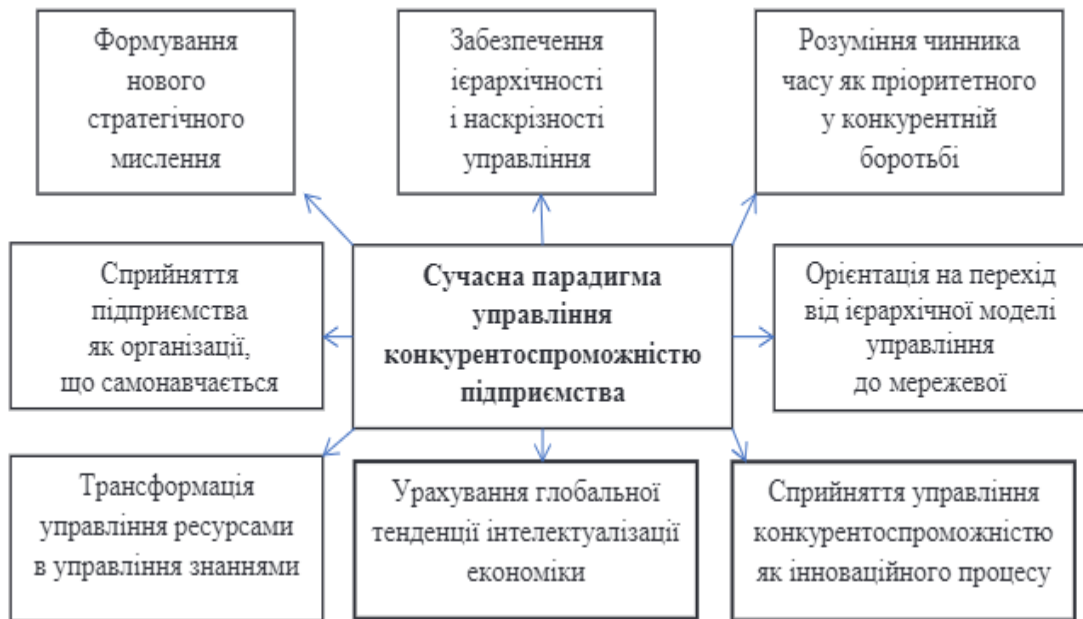 Формування
нового
стратегічного
мислення
Забезпечення
ієрархічності
і наскрізності
управління
Розуміння чинника
часу як пріоритетного
у конкурентній
боротьбі
Сприйняття
підприємства
як організації,
що самонавчається
Сучасна парадигма
управління
конкурентоспроможністю
підприємства
Орієнтація на перехід
від ієрархічної моделі
управління
до мережевої
Трансформація
управління ресурсами
в управління знаннями
Урахування глобальної
тенденції інтелектуалізації
економіки
Сприйняття управління
конкурентоспроможністю
як інноваційного процесу